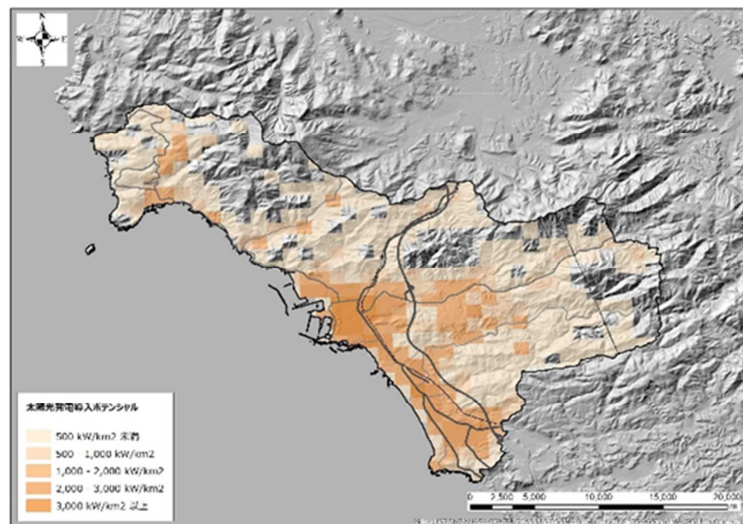 N
W E
S
太陽光発電導入ポテンシャル
500 kW/km2 未満
500 - 1,000 kW/km2
1,000 - 2,000 kW/km2
2,000 - 3,000 kW/km2
3,000 kW/km2 以上
0 2,500 5,000 10,000 15,000 20,000
m